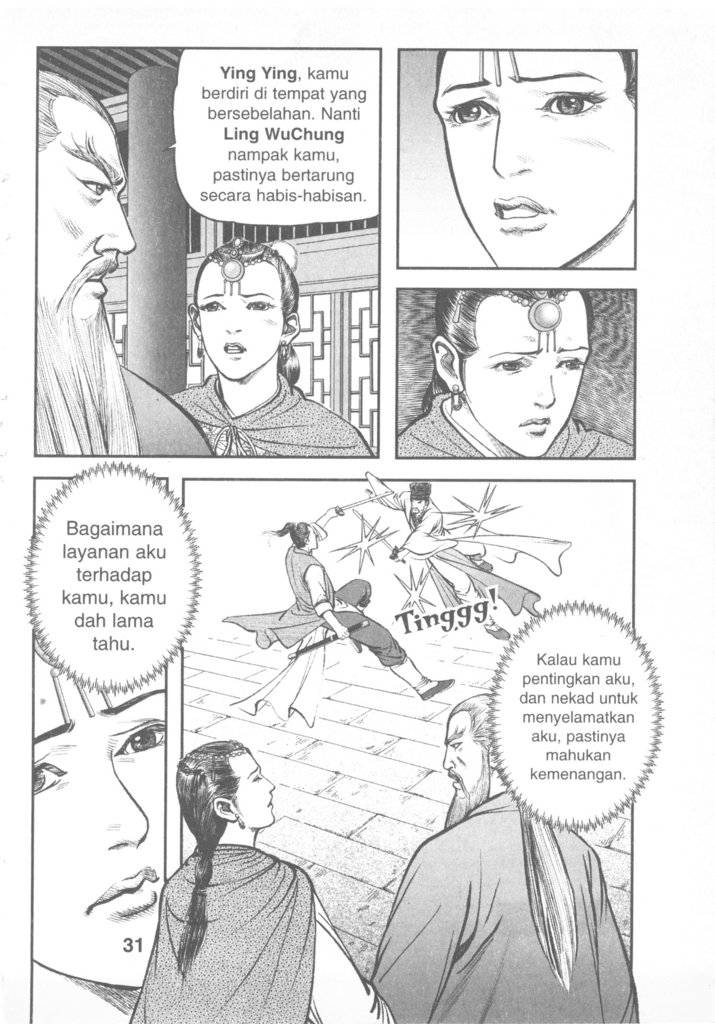 Ying Ying, kamu
berdiri di tempat yang
bersebelahan. Nanti
Ling WuChung
nampak kamu,
pastinya bertarung
secara habis-habisan.
Bagaimana
layanan aku
terhadap
kamu, kamu
dah lama
tahu.
Tinggg!
Kalau kamu
pentingkan aku,
dan nekad untuk
menyelamatkan
aku, pastinya
mahukan
kemenangan.
31